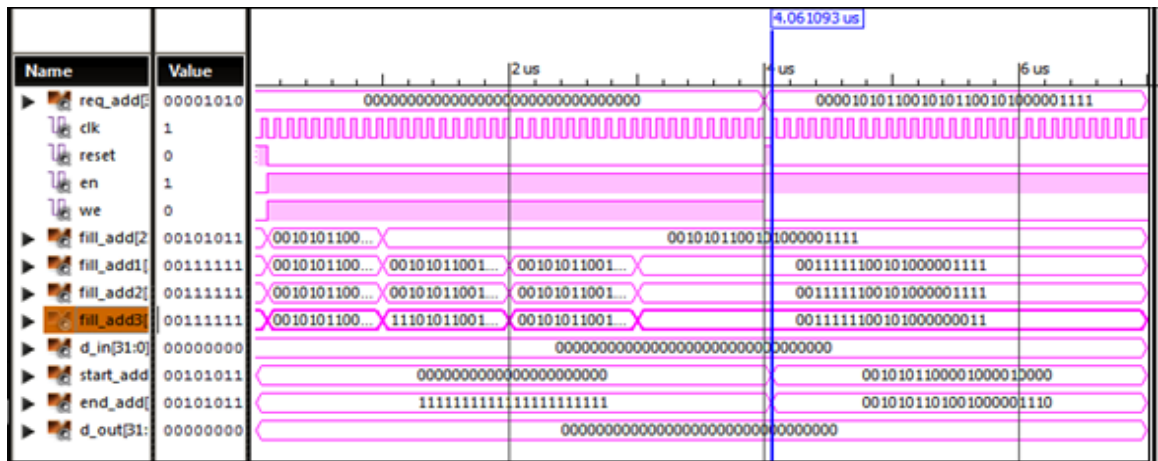 4.061093 us
Name Value 2 us 4 us 6 us
req_add[3 00001010 00000000000000000000000000000000 00001010110010101100101000001111
clk 1
reset 0
en 1
we 0
fill_add[2 00101011 0010101100... 0010101100101000001111
fill_add1[ 00111111 0010101100... 00101011001... 00101011001... 0011111100101000001111
fill_add2[ 00111111 0010101100... 00101011001... 00101011001... 0011111100101000001111
fill_add3[ 00111111 0010101100... 11101011001... 00101011001... 0011111100101000000011
d_in[31:0] 00000000 00000000000000000000000000000000
start_add 00101011 0000000000000000000000 0010101100001000010000
end_add[ 00101011 1111111111111111111111 0010101101001000001110
d_out[31: 00000000 00000000000000000000000000000000